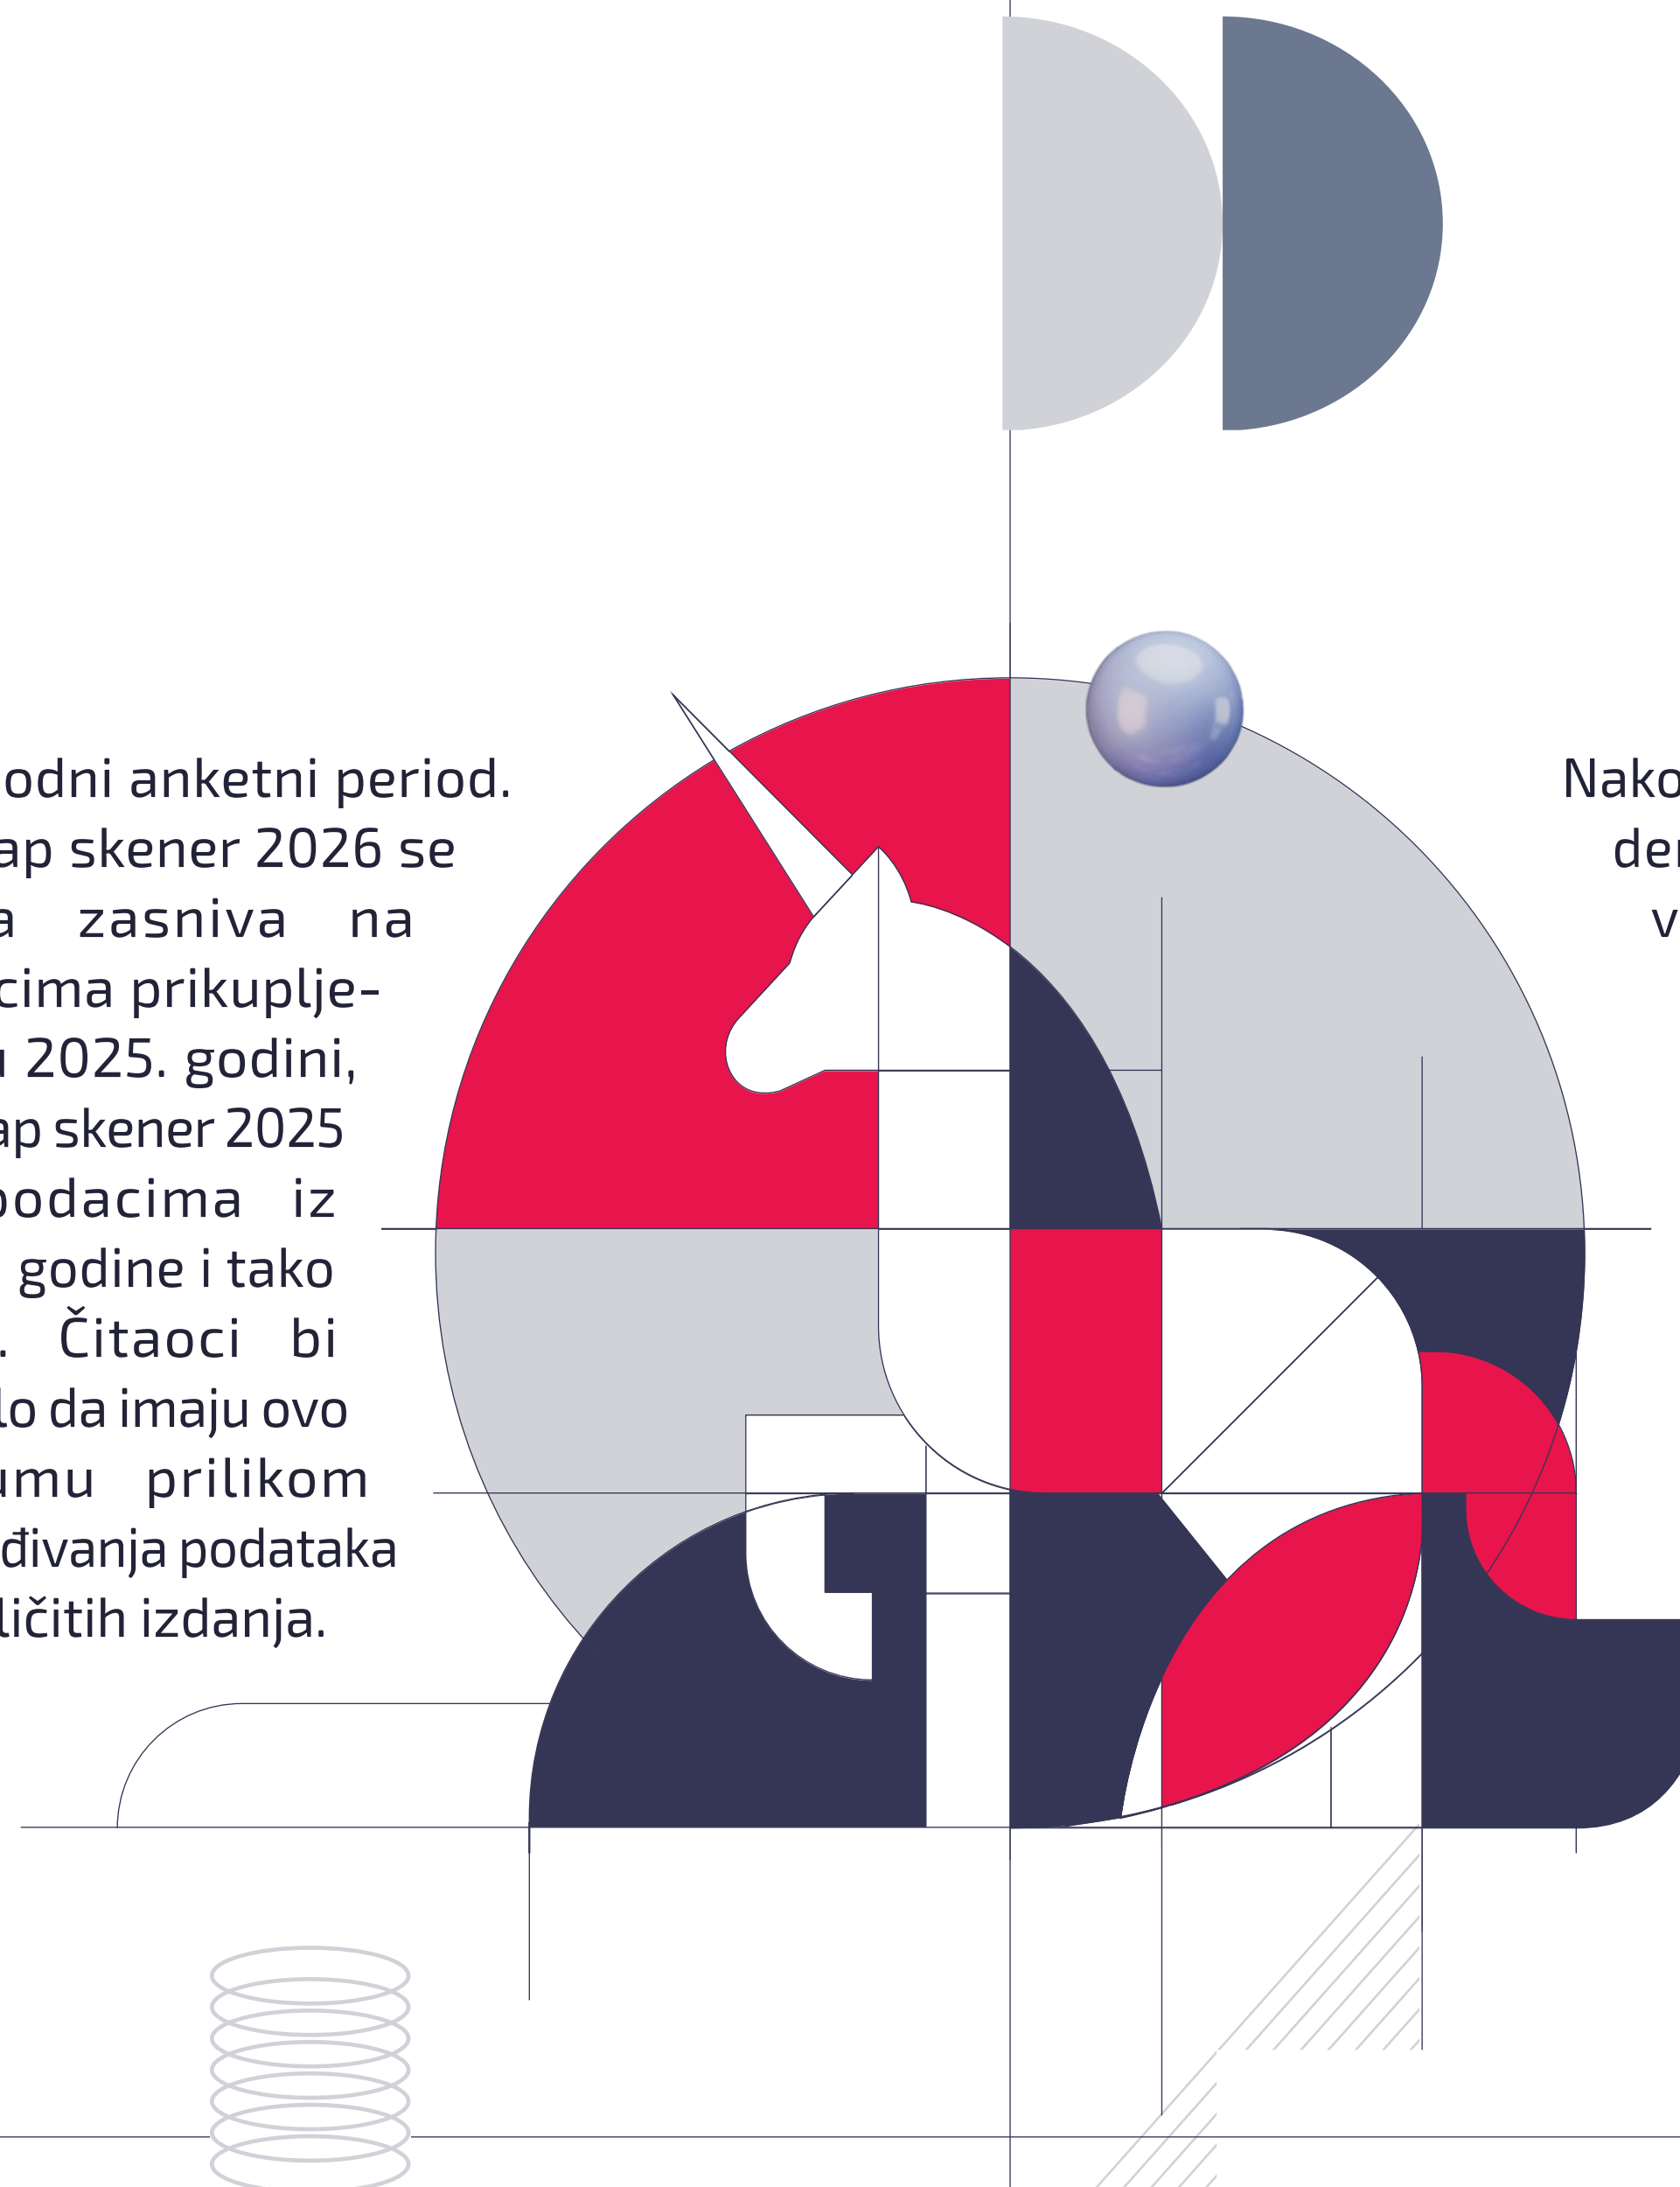 odni anketni period.
ap skener 2026 se
a zasniva na
cima prikuplje-
u 2025. godini,
ap skener 2025
podacima iz
godine i tako
. Čitaoci bi
lo da imaju ovo
umu prilikom
đivanja podataka
ličitih izdanja.
Nako
der
v